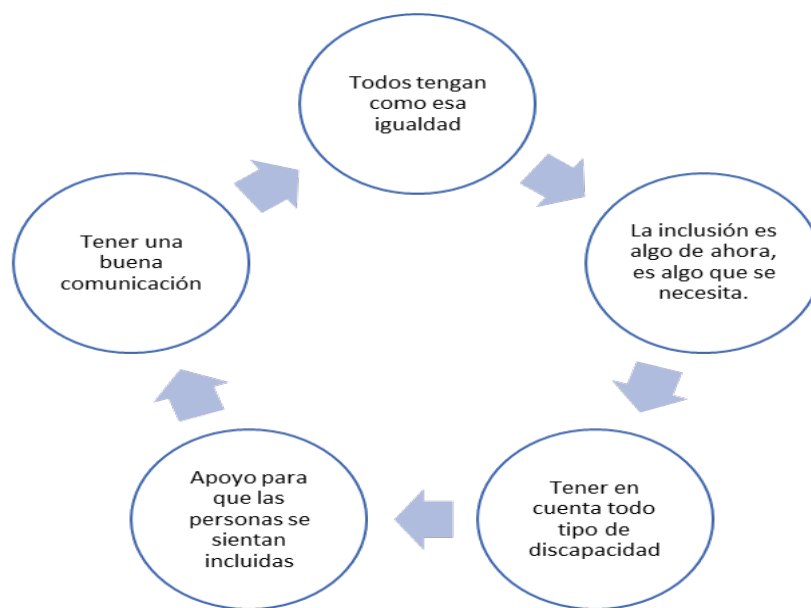 Todos tengan
como esa
igualdad
La inclusión es
algo de ahora,
es algo que se
necesita.
Tener en
cuenta todo
tipo de
discapacidad
Apoyo para
que las
personas se
sientan incluidas
Tener una
buena
comunicación